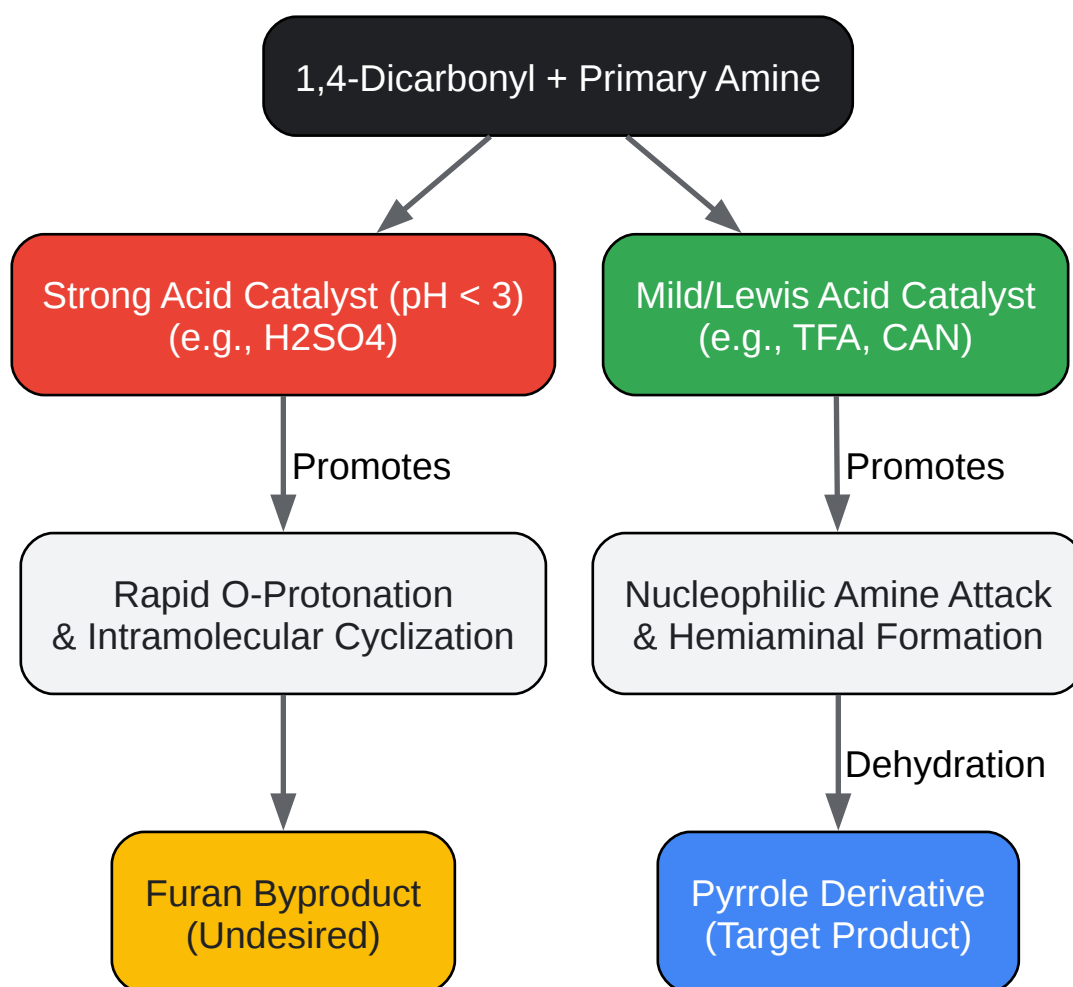 1,4-Dicarbonyl + Primary Amine
Strong Acid Catalyst (pH < 3)
(e.g., H2SO4)
Mild/Lewis Acid Catalyst
(e.g., TFA, CAN)
Promotes
Promotes
Rapid O-Protonation
& Intramolecular Cyclization
Nucleophilic Amine Attack
& Hemiaminal Formation
Dehydration
Furan Byproduct
(Undesired)
Pyrrole Derivative
(Target Product)